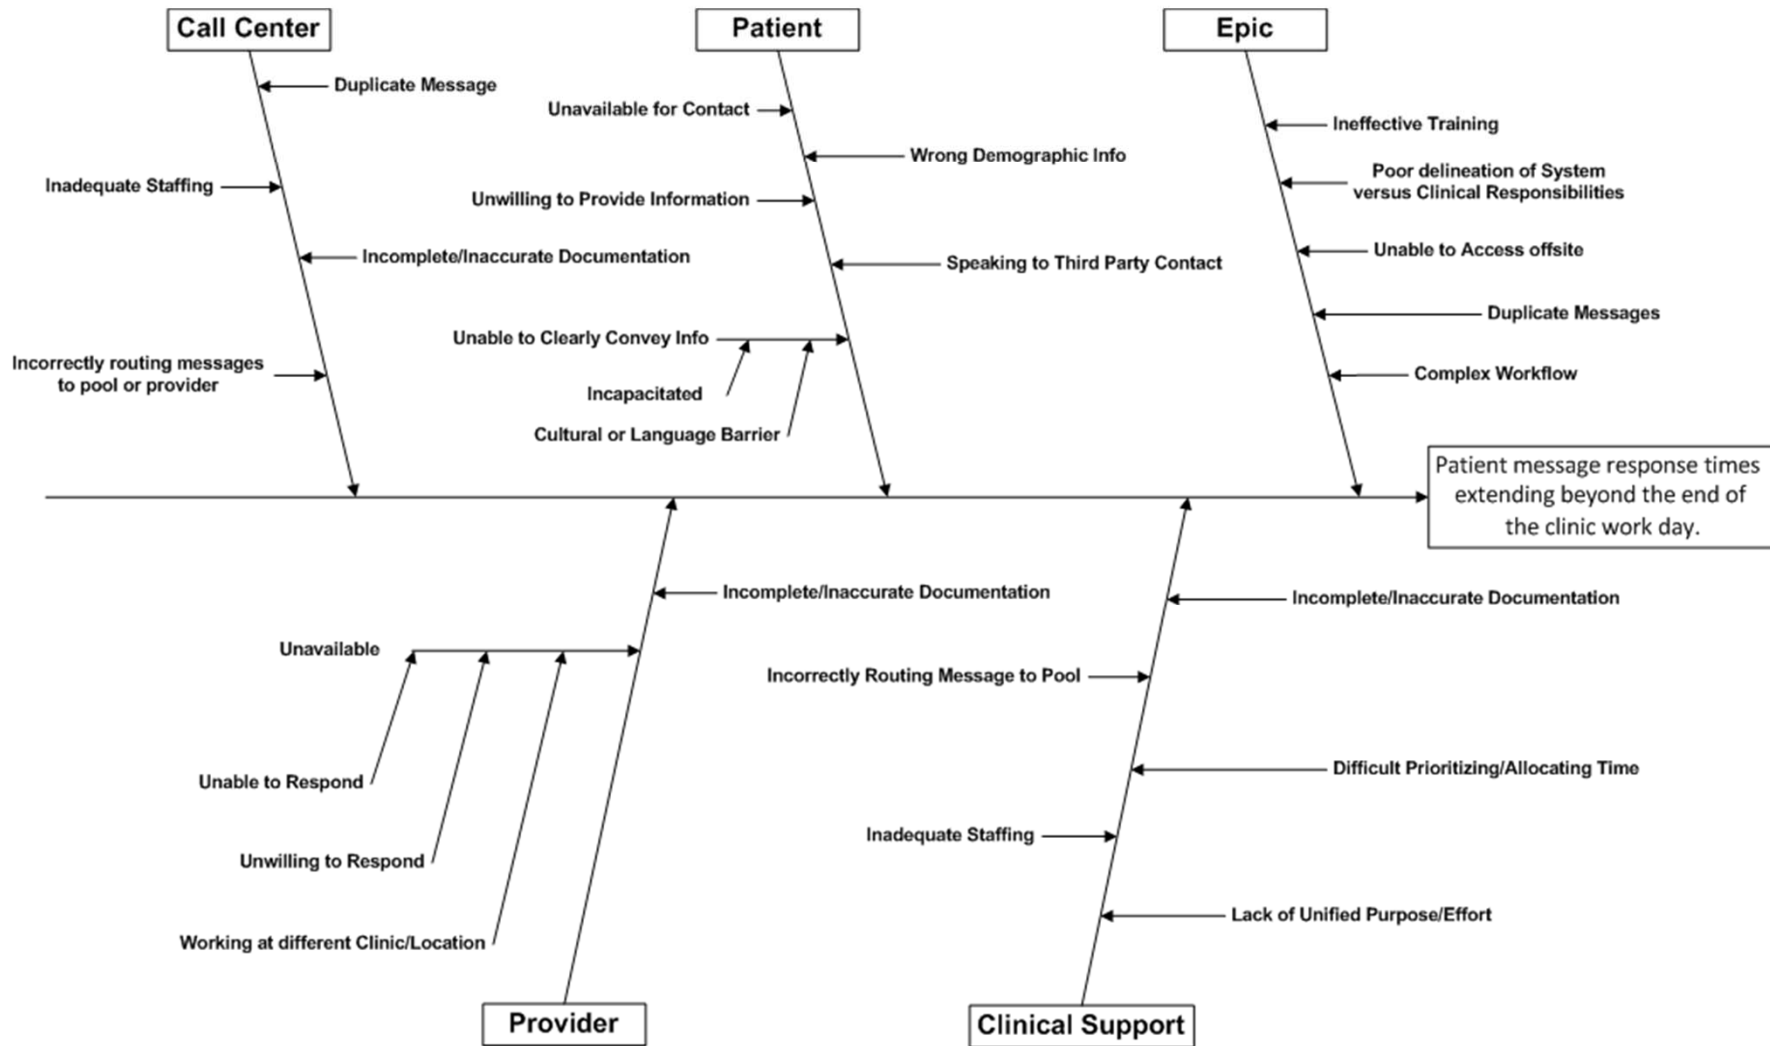 Call Center
Patient
Epic
Duplicate Message
Inadequate Staffing
Incomplete/Inaccurate Documentation
Incorrectly routing messages
to pool or provider
Unavailable for Contact
Wrong Demographic Info
Unwilling to Provide Information
Speaking to Third Party Contact
Unable to Clearly Convey Info
Incapacitated
Cultural or Language Barrier
Ineffective Training
Poor delineation of System
versus Clinical Responsibilities
Unable to Access offsite
Duplicate Messages
Complex Workflow
Patient message response times
extending beyond the end of
the clinic work day.
Incomplete/Inaccurate Documentation
Unavailable
Unable to Respond
Unwilling to Respond
Working at different Clinic/Location
Provider
Incomplete/Inaccurate Documentation
Incorrectly Routing Message to Pool
Difficult Prioritizing/Allocating Time
Inadequate Staffing
Lack of Unified Purpose/Effort
Clinical Support